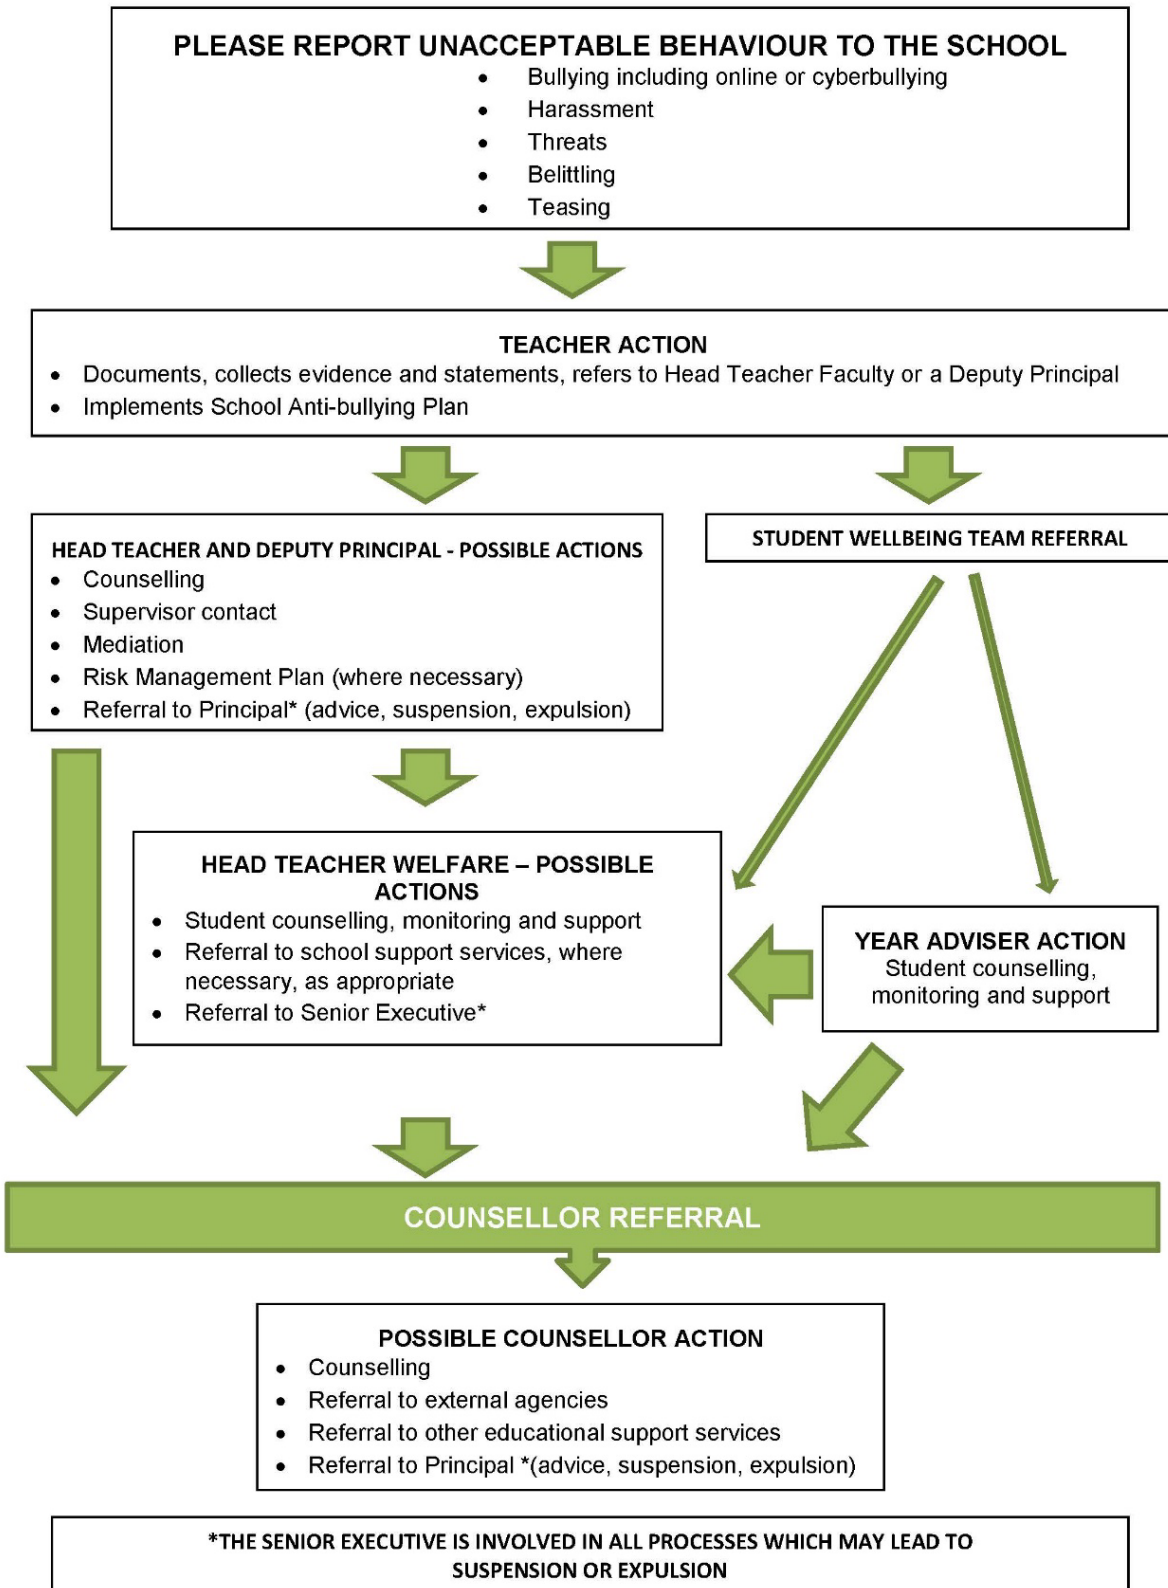 PLEASE REPORT UNACCEPTABLE BEHAVIOUR TO THE SCHOOL
• Bullying including online or cyberbullying
• Harassment
• Threats
• Belittling
• Teasing
TEACHER ACTION
• Documents, collects evidence and statements, refers to Head Teacher Faculty or a Deputy Principal
• Implements School Anti-bullying Plan
HEAD TEACHER AND DEPUTY PRINCIPAL - POSSIBLE ACTIONS
• Counselling
• Supervisor contact
• Mediation
• Risk Management Plan (where necessary)
• Referral to Principal* (advice, suspension, expulsion)
STUDENT WELLBEING TEAM REFERRAL
HEAD TEACHER WELFARE – POSSIBLE
ACTIONS
• Student counselling, monitoring and support
• Referral to school support services, where
necessary, as appropriate
• Referral to Senior Executive*
YEAR ADVISER ACTION
Student counselling,
monitoring and support
COUNSELLOR REFERRAL
POSSIBLE COUNSELLOR ACTION
• Counselling
• Referral to external agencies
• Referral to other educational support services
• Referral to Principal *(advice, suspension, expulsion)
*THE SENIOR EXECUTIVE IS INVOLVED IN ALL PROCESSES WHICH MAY LEAD TO
SUSPENSION OR EXPULSION